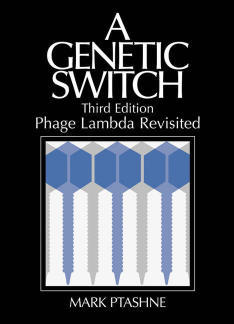 A
GENETIC
SWITCH
Third Edition
Phage Lambda Revisited
MARK PTASHNE